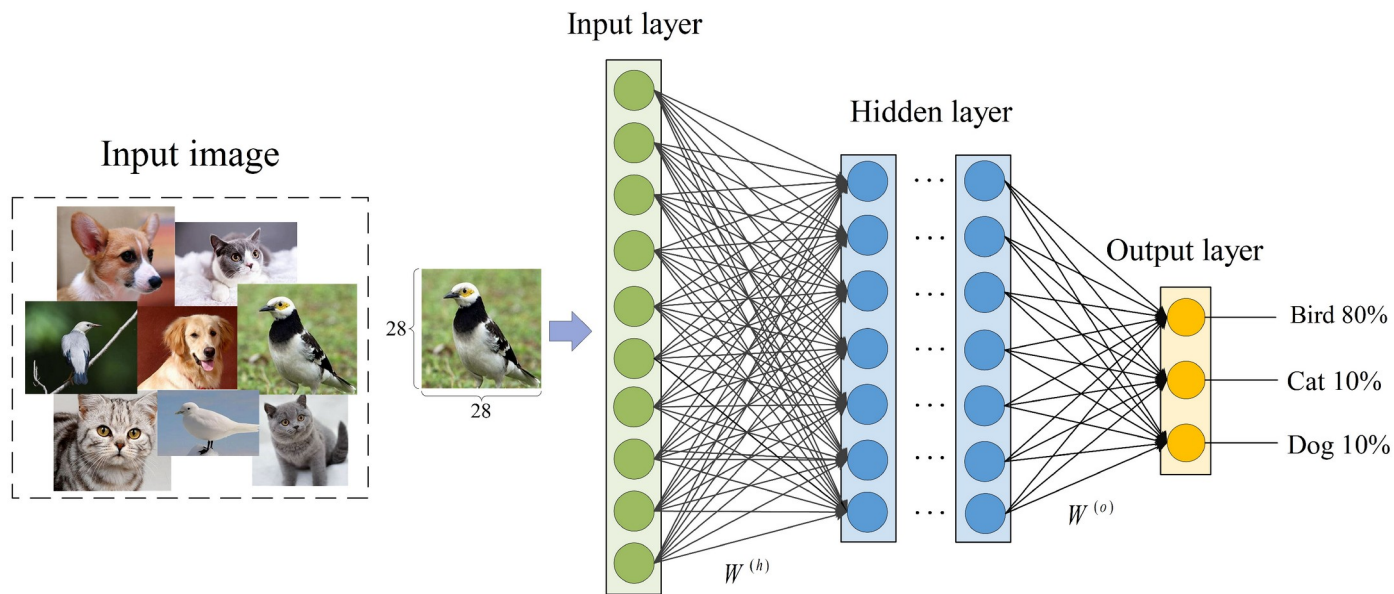 Input layer
Hidden layer
Input image
Output layer
28
28
Bird 80%
Cat 10%
Dog 10%
...
...
...
...
...
...
...
W (h)
W (o)